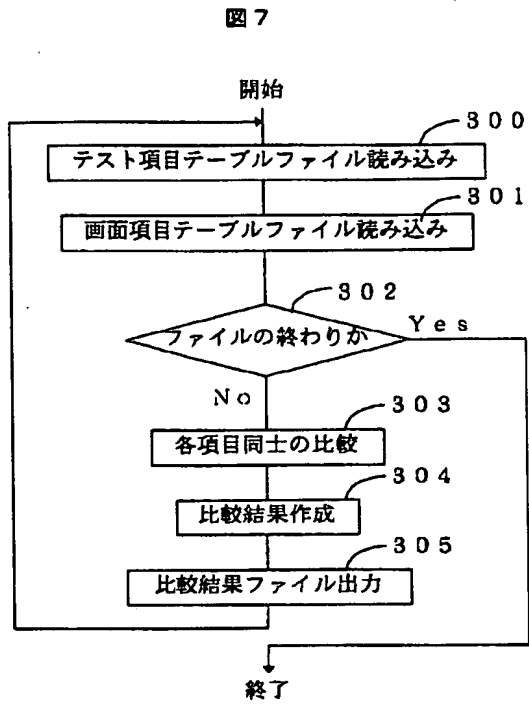 図７
開始
３００
テスト項目テーブルファイル読み込み
３０１
画面項目テーブルファイル読み込み
３０２
ファイルの終わりか
Ｙｅｓ
Ｎｏ
３０３
各項目同士の比較
３０４
比較結果作成
３０５
比較結果ファイル出力
終了